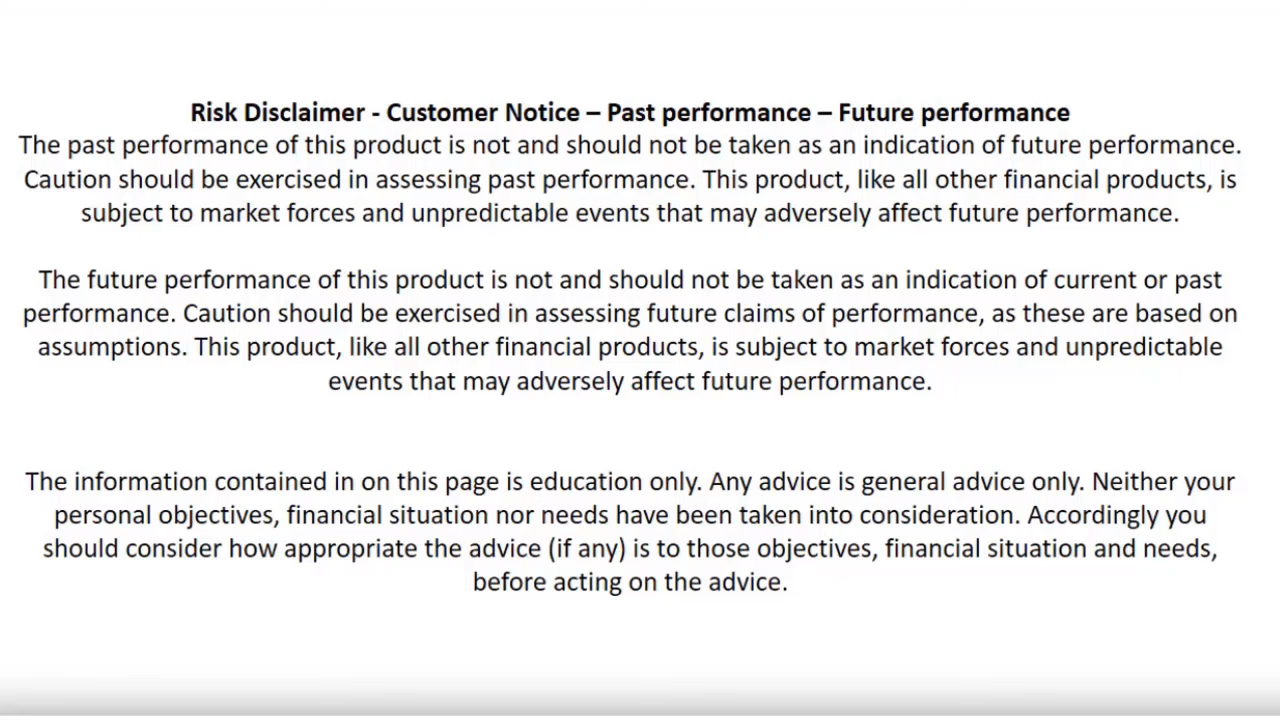 Risk Disclaimer - Customer Notice – Past performance – Future performance
The past performance of this product is not and should not be taken as an indication of future performance.
Caution should be exercised in assessing past performance. This product, like all other financial products, is
subject to market forces and unpredictable events that may adversely affect future performance.
The future performance of this product is not and should not be taken as an indication of current or past
performance. Caution should be exercised in assessing future claims of performance, as these are based on
assumptions. This product, like all other financial products, is subject to market forces and unpredictable
events that may adversely affect future performance.
The information contained in on this page is education only. Any advice is general advice only. Neither your
personal objectives, financial situation nor needs have been taken into consideration. Accordingly you
should consider how appropriate the advice (if any) is to those objectives, financial situation and needs,
before acting on the advice.